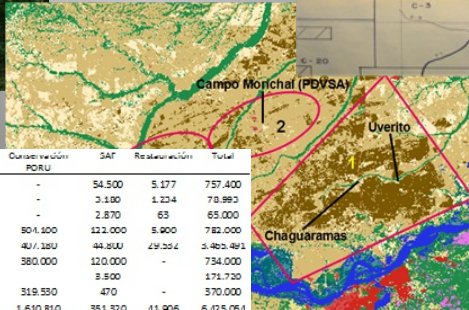 C-3
C-20
Campo Morichal (PDVSA)
2
Uverito
1
Chaguaramas
Conservación SAF Restauración Total
PORU
- 54.500 5.177 757.400
- 3.180 1.234 78.993
- 2.870 63 65.000
504.100 122.000 5.900 782.000
407.180 44.800 29.532 3.465.491
380.000 120.000 - 734.000
3.500 171.720
319.530 470 - 370.000
1.610.810 351.320 41.906 6.425.054